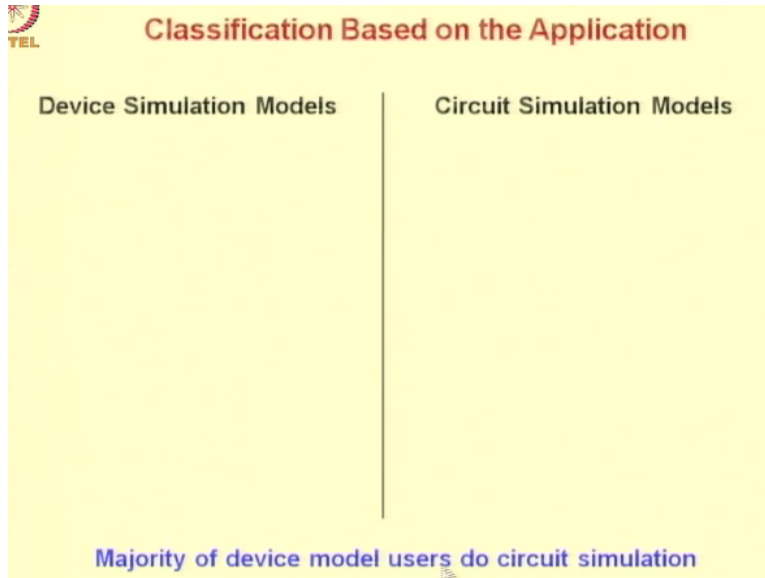 TEL
Classification Based on the Application
Device Simulation Models
Circuit Simulation Models
Majority of device model users do circuit simulation